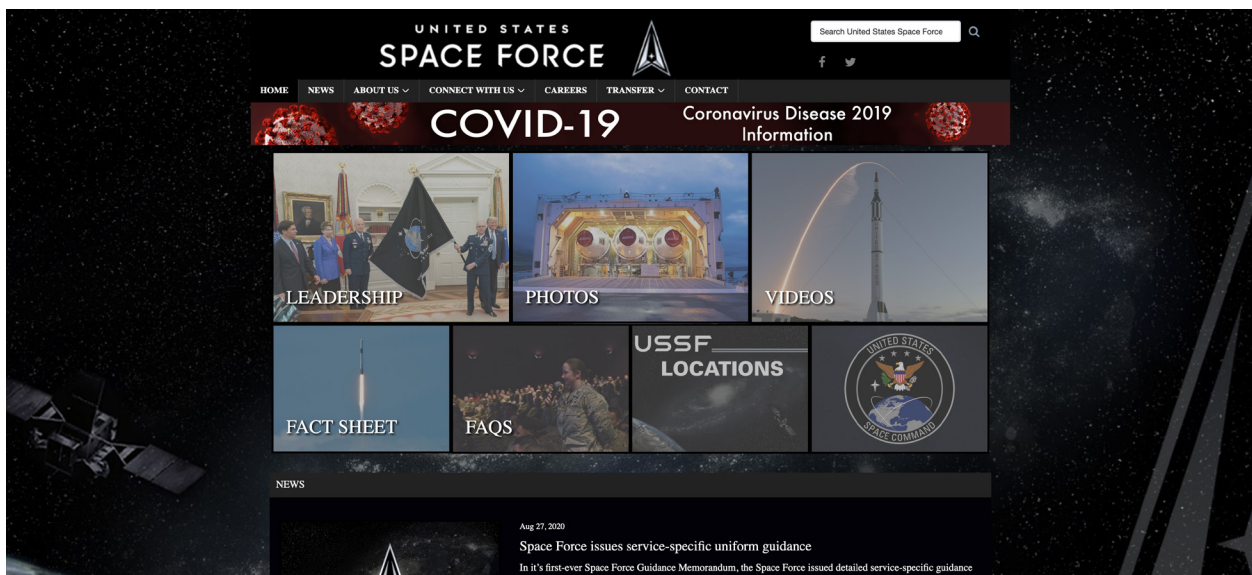 UNITED STATES
SPACE FORCE
Search United States Space Force
HOME NEWS ABOUT US CONNECT WITH US CAREERS TRANSFER CONTACT
COVID-19
Coronavirus Disease 2019
Information
LEADERSHIP
PHOTOS
VIDEOS
FACT SHEET
FAQS
USSF
LOCATIONS
UNITED STATES
SPACE COMMAND
NEWS
Aug 27, 2020
Space Force issues service-specific uniform guidance
In it's first-ever Space Force Guidance Memorandum, the Space Force issued detailed service-specific guidance